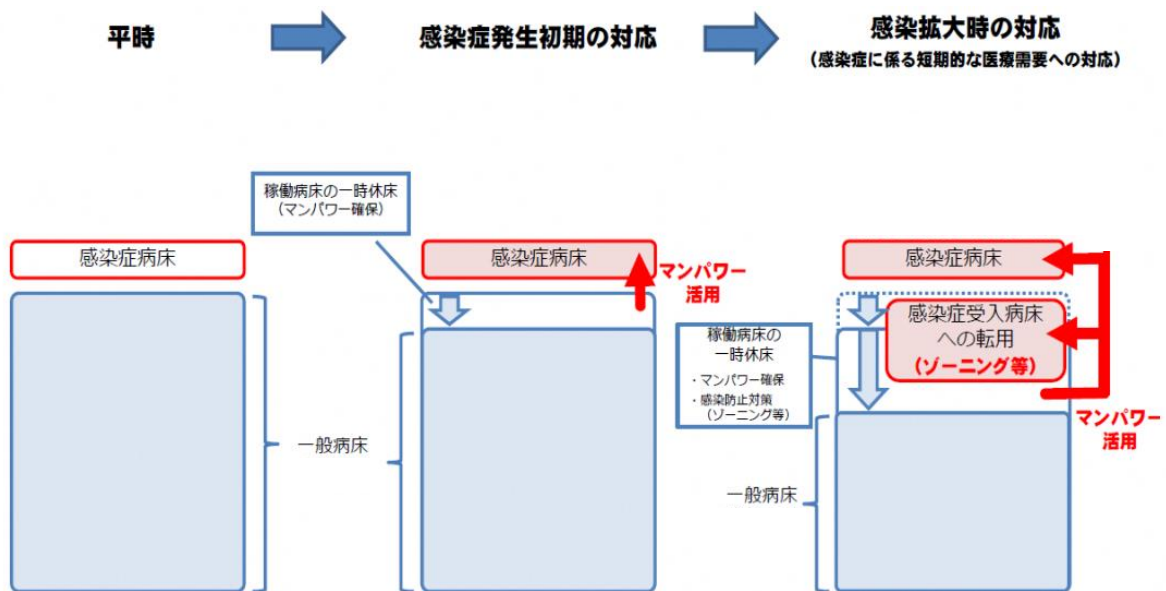 平時
感染症発生初期の対応
感染拡大時の対応
(感染症に係る短期的な医療需要への対応)
稼働病床の一時休床
(マンパワー確保)
感染症病床
感染症病床
マンパワー
活用
感染症病床
感染症受入病床
への転用
(ゾーニング等)
稼働病床の
一時休床
・マンパワー確保
・感染防止対策
(ゾーニング等)
マンパワー
活用
一般病床
一般病床